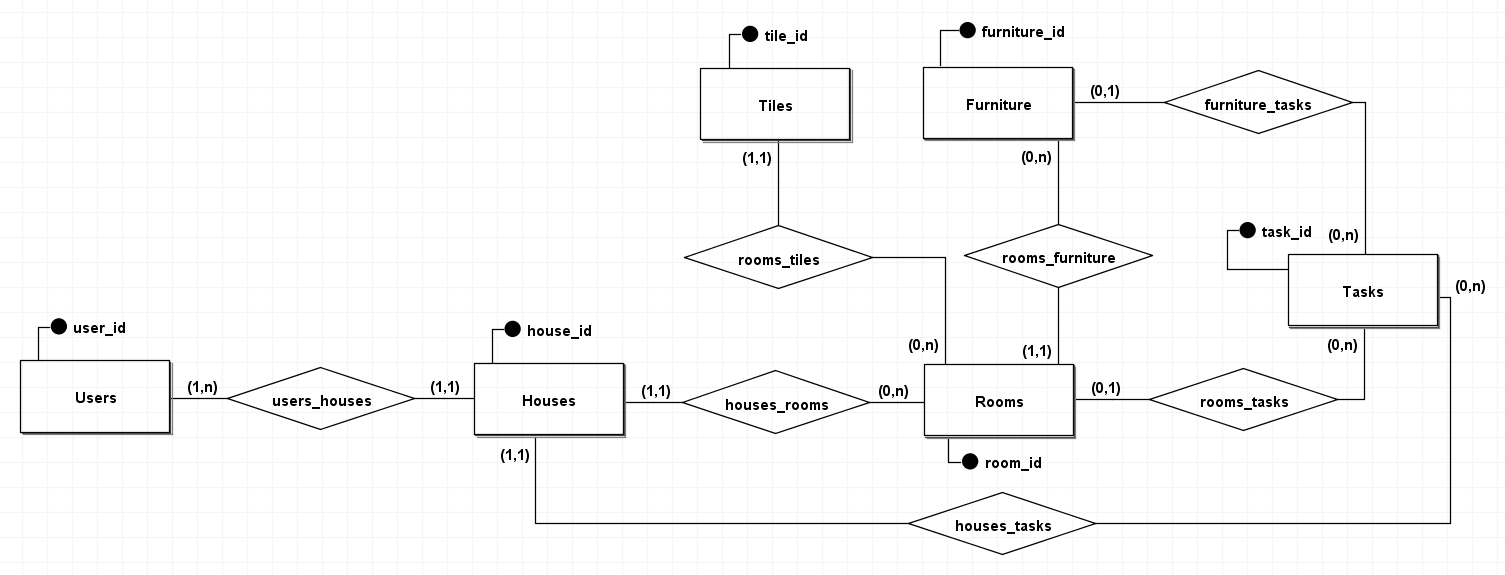 tile_id
furniture_id
Tiles
Furniture
(0,1)
furniture_tasks
(1,1)
(0,n)
task_id
(0,n)
rooms_tiles
rooms_furniture
Tasks
(0,n)
user_id
house_id
(0,n)
(1,1)
(0,n)
Users
(1,n)
users_houses
(1,1)
Houses
(1,1)
houses_rooms
(0,n)
Rooms
(0,1)
rooms_tasks
(1,1)
room_id
houses_tasks